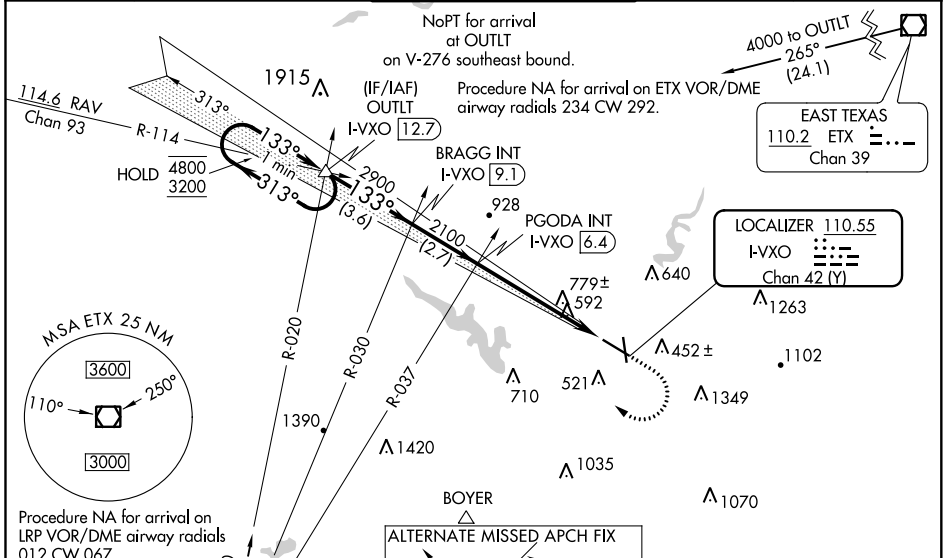 NoPT for arrival
at OUTLT
on V-276 southeast bound.
4000 to OUTLT
265°
(24.1)
1915
(IF/IAF)
OUTLT
I-VXO 12.7
Procedure NA for arrival on ETX VOR/DME
airway radials 234 CW 292.
EAST TEXAS
110.2 ETX
Chan 39
114.6 RAV
Chan 93
R-114
313°
133°
1 min
313°
HOLD
4800
3200
2900
133°
(3.6)
BRAGG INT
I-VXO 9.1
2100
(2.7)
928
PGODA INT
I-VXO 6.4
LOCALIZER 110.55
I-VXO
Chan 42 (Y)
779±
592
640
1263
452±
1102
521
710
1349
R-020
R-030
R-037
MSA ETX 25 NM
3600
110°
250°
3000
1390
1420
1035
1070
BOYER
Procedure NA for arrival on
LRP VOR/DME airway radials
012 CW 067.
ALTERNATE MISSED APCH FIX